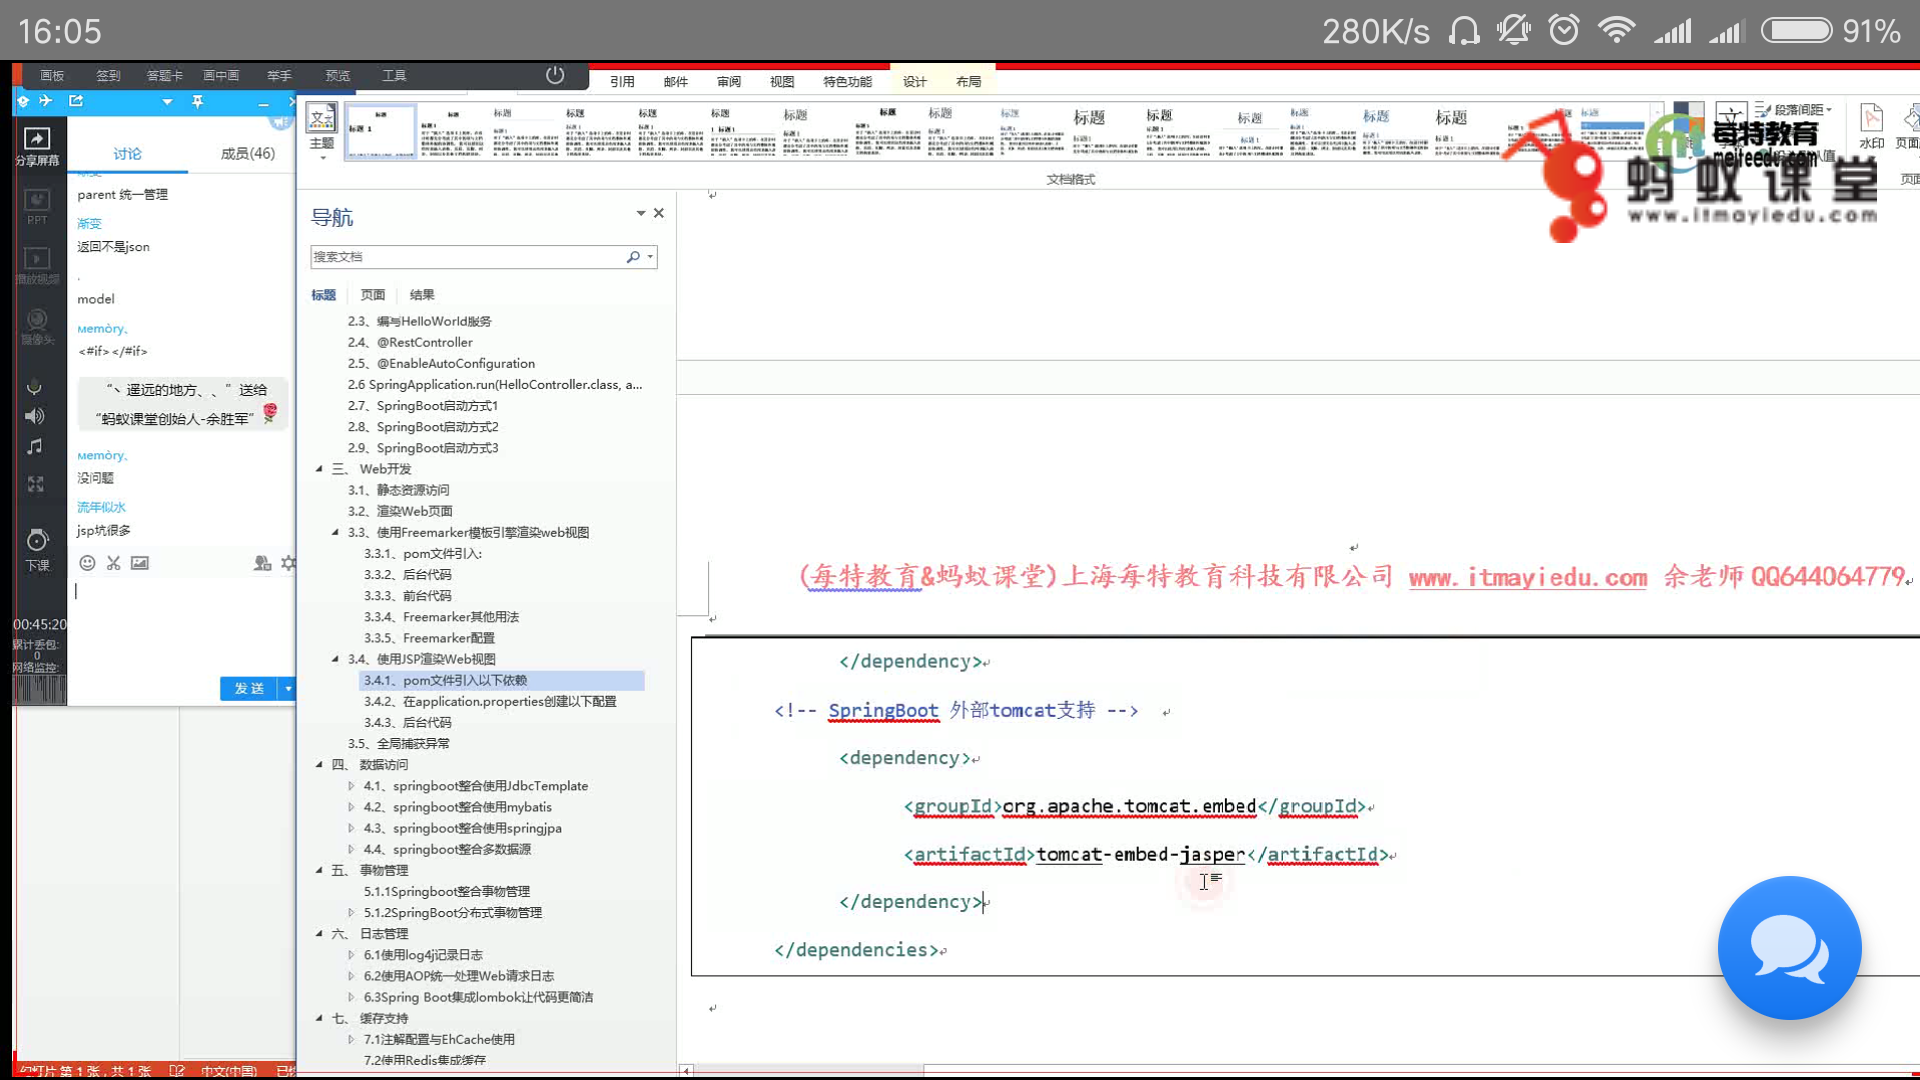 16:05
280K/s
91%
画板 签到 答题卡 画中画 举手 预览 工具
引用 邮件 审阅 视图 特色功能 设计 布局
主题
标题 标题 标题 标题 标题 标题 标题 标题 标题 标题 标题 标题 标题
段落间距
水印
文档格式
每特教育
meiteedu.com
蚂蚁课堂
www.itmayiedu.com
分享屏幕
PPT
播放视频
摄像头
下课
00:45:20
累计丢包:
0
网络监控:
讨论
成员(46)
parent 统一管理
渐变
返回不是json
.
model
мemòry、
<#if> </#if>
“丶 遥远的地方、、” 送给
“蚂蚁课堂创始人-余胜军”
мemòry、
没问题
流年似水
jsp坑很多
发送
导航
搜索文档
标题 页面 结果
2.3、编写HelloWorld服务
2.4、@RestController
2.5、@EnableAutoConfiguration
2.6 SpringApplication.run(HelloController.class, a...
2.7、SpringBoot启动方式1
2.8、SpringBoot启动方式2
2.9、SpringBoot启动方式3
三、 Web开发
3.1、静态资源访问
3.2、渲染Web页面
3.3、使用Freemarker模板引擎渲染web视图
3.3.1、pom文件引入:
3.3.2、后台代码
3.3.3、前台代码
3.3.4、Freemarker其他用法
3.3.5、Freemarker配置
3.4、使用JSP渲染Web视图
3.4.1、pom文件引入以下依赖
3.4.2、在application.properties创建以下配置
3.4.3、后台代码
3.5、全局捕获异常
四、 数据访问
4.1、springboot整合使用JdbcTemplate
4.2、springboot整合使用mybatis
4.3、springboot整合使用springjpa
4.4、springboot整合多数据源
五、 事物管理
5.1.1Springboot整合事物管理
5.1.2SpringBoot分布式事物管理
六、 日志管理
6.1使用log4j记录日志
6.2使用AOP统一处理Web请求日志
6.3Spring Boot集成lombok让代码更简洁
七、 缓存支持
7.1注解配置与EhCache使用
7.2使用Redis集成缓存
(每特教育&蚂蚁课堂)上海每特教育科技有限公司 www.itmayiedu.com 余老师 QQ644064779
</dependency>
<!-- SpringBoot 外部tomcat支持 -->
<dependency>
<groupId>org.apache.tomcat.embed</groupId>
<artifactId>tomcat-embed-jasper</artifactId>
</dependency>
</dependencies>
幻灯片 第 1 张，共 1 张 中文(中国)